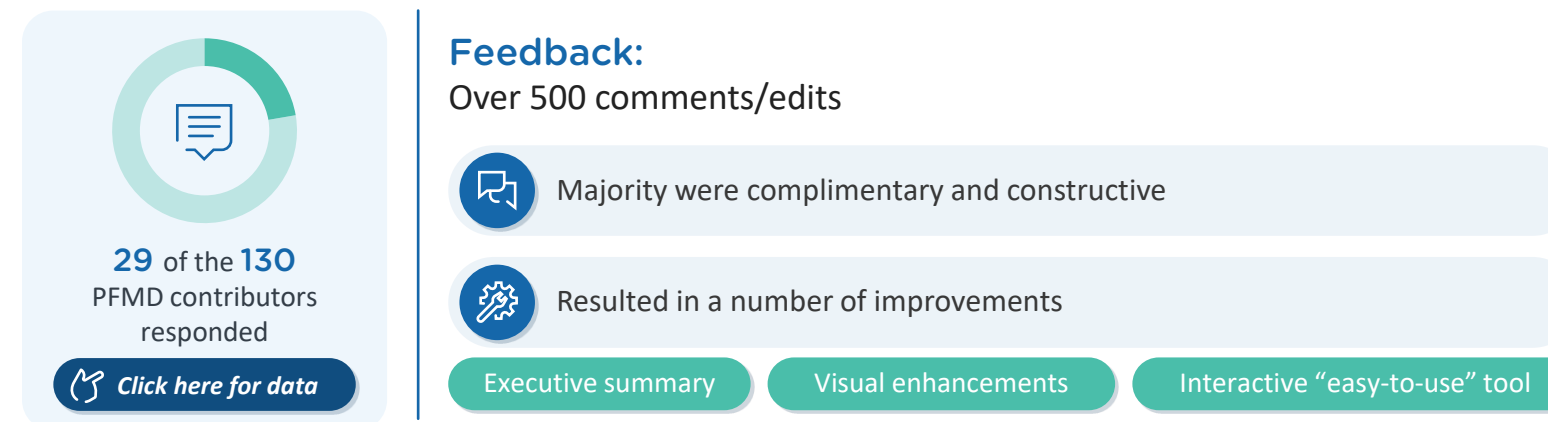 29 of the 130
PFMD contributors
responded
Click here for data
Feedback:
Over 500 comments/edits
Majority were complimentary and constructive
Resulted in a number of improvements
Executive summary
Visual enhancements
Interactive “easy-to-use” tool